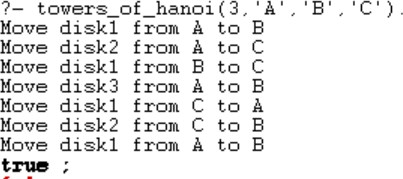 ?- towers_of_hanoi(3,'A','B','C').
Move disk1 from A to B
Move disk2 from A to C
Move disk1 from B to C
Move disk3 from A to B
Move disk1 from C to A
Move disk2 from C to B
Move disk1 from A to B
true ;